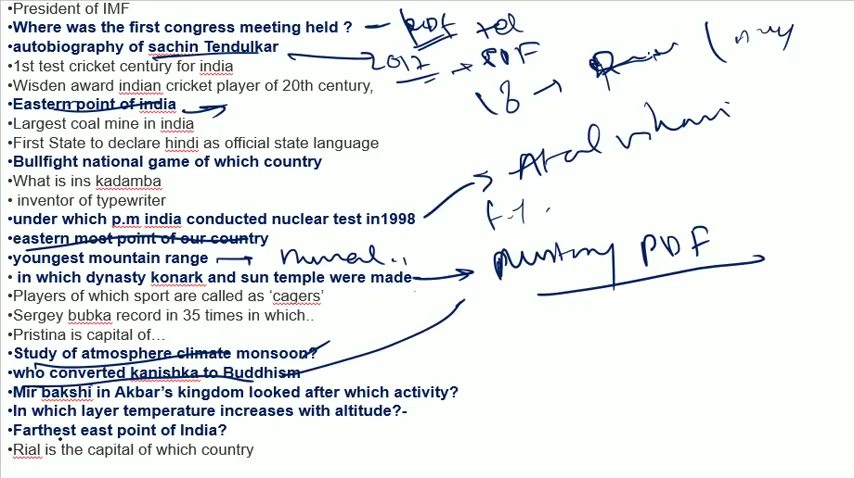 •President of IMF
•Where was the first congress meeting held ? PDF
•autobiography of sachin Tendulkar 2017 → PDF
•1st test cricket century for india
•Wisden award indian cricket player of 20th century,
•Eastern point of india
•Largest coal mine in india
•First State to declare hindi as official state language
•Bullfight national game of which country
•What is ins kadamba
• inventor of typewriter
•under which p.m india conducted nuclear test in1998 → Atal vihari
•eastern most point of our country
•youngest mountain range →
• in which dynasty konark and sun temple were made → PDF
•Players of which sport are called as ‘cagers’
•Sergey bubka record in 35 times in which..
•Pristina is capital of…
•Study of atmosphere climate monsoon?
•who converted kanishka to Buddhism
•Mir bakshi in Akbar’s kingdom looked after which activity?
•In which layer temperature increases with altitude?-
•Farthest east point of India?
•Rial is the capital of which country